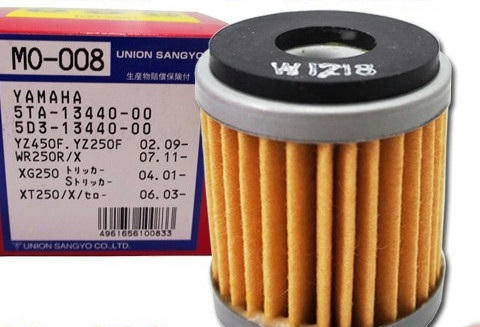 MO-008
UNION SANGYO
生産物賠償保険付
YAMAHA
5TA-13440-00
5D3-13440-00
YZ450F.YZ250F 02.09-
WR250R/X 07.11-
XG250 トリッカー 04.01-
Sトリッカー
XT250/X/セロー 06.03-
4961656100833
UNION SANGYO CO.,LTD.
W1218